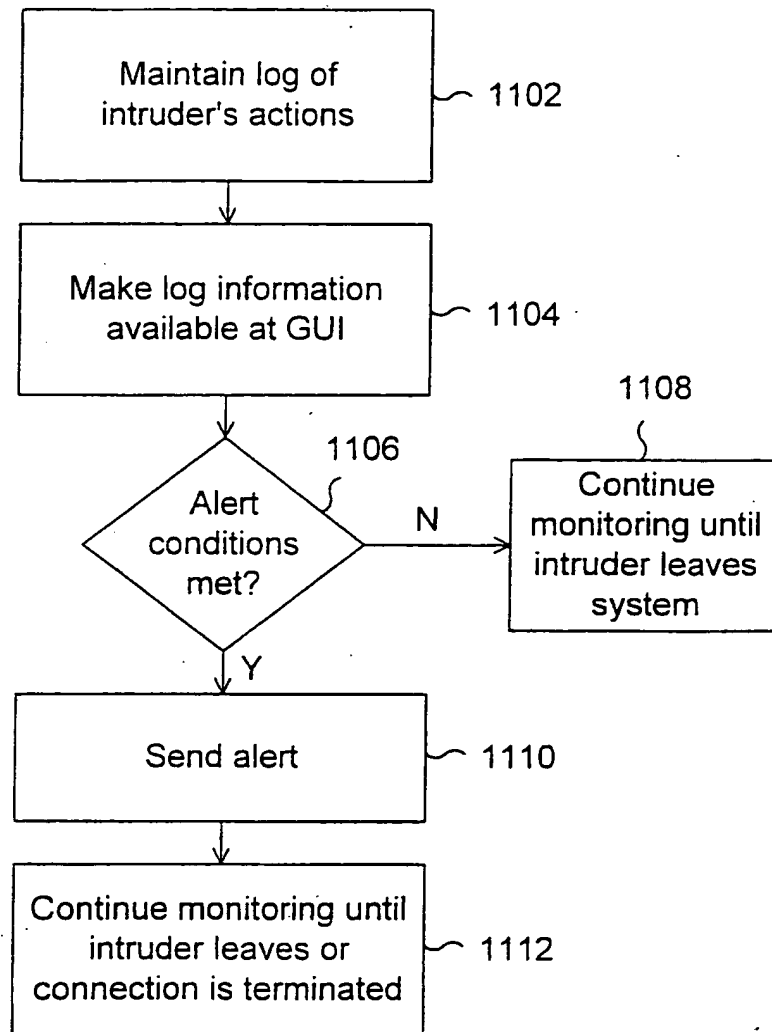 Maintain log of
intruder's actions
1102
Make log information
available at GUI
1104
1106
Alert
conditions
met?
N
1108
Continue
monitoring until
intruder leaves
system
Y
Send alert
1110
Continue monitoring until
intruder leaves or
connection is terminated
1112